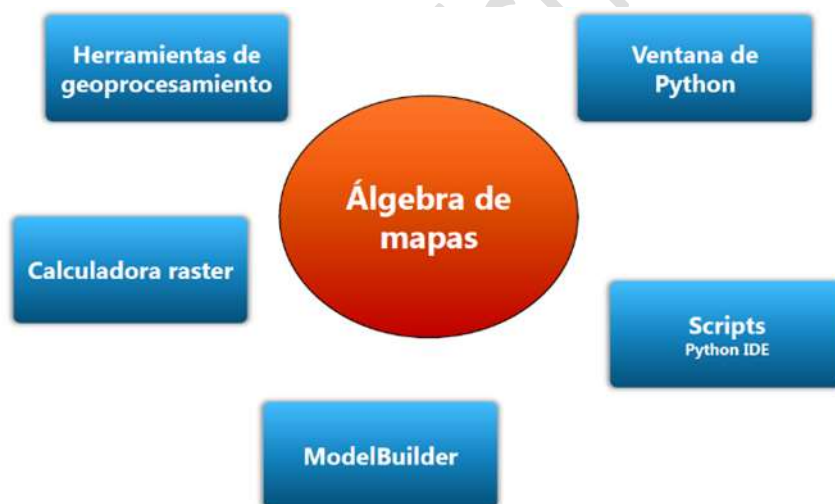 Herramientas de
geoprocesamiento
Ventana de
Python
Álgebra de
mapas
Calculadora raster
Scripts
Python IDE
ModelBuilder